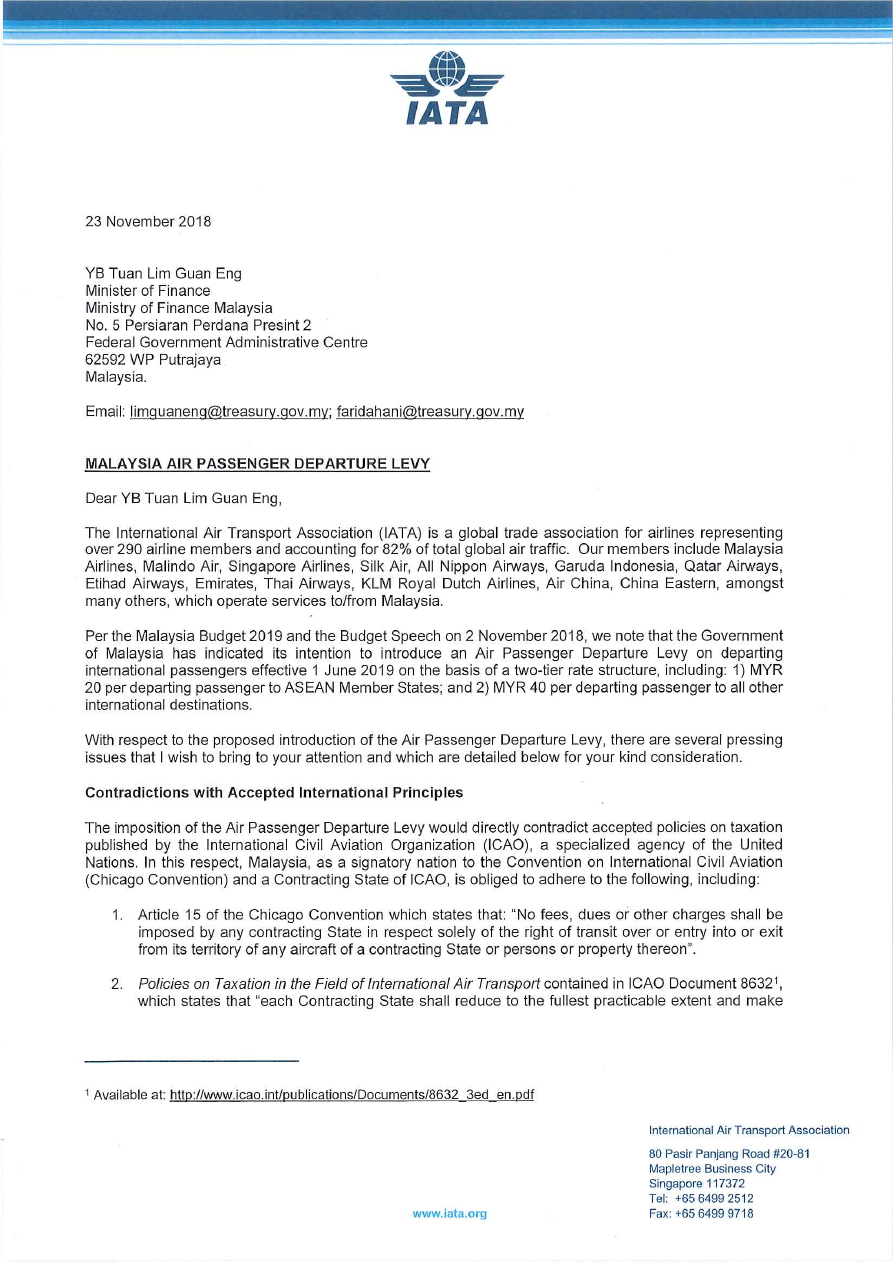 IATA
23 November 2018
YB Tuan Lim Guan Eng
Minister of Finance
Ministry of Finance Malaysia
No. 5 Persiaran Perdana Presint 2
Federal Government Administrative Centre
62592 WP Putrajaya
Malaysia.
Email: limguaneng@treasury.gov.my; faridahani@treasury.gov.my
MALAYSIA AIR PASSENGER DEPARTURE LEVY
Dear YB Tuan Lim Guan Eng,
The International Air Transport Association (IATA) is a global trade association for airlines representing
over 290 airline members and accounting for 82% of total global air traffic. Our members include Malaysia
Airlines, Malindo Air, Singapore Airlines, Silk Air, All Nippon Airways, Garuda Indonesia, Qatar Airways,
Etihad Airways, Emirates, Thai Airways, KLM Royal Dutch Airlines, Air China, China Eastern, amongst
many others, which operate services to/from Malaysia.
Per the Malaysia Budget 2019 and the Budget Speech on 2 November 2018, we note that the Government
of Malaysia has indicated its intention to introduce an Air Passenger Departure Levy on departing
international passengers effective 1 June 2019 on the basis of a two-tier rate structure, including: 1) MYR
20 per departing passenger to ASEAN Member States; and 2) MYR 40 per departing passenger to all other
international destinations.
With respect to the proposed introduction of the Air Passenger Departure Levy, there are several pressing
issues that I wish to bring to your attention and which are detailed below for your kind consideration.
Contradictions with Accepted International Principles
The imposition of the Air Passenger Departure Levy would directly contradict accepted policies on taxation
published by the International Civil Aviation Organization (ICAO), a specialized agency of the United
Nations. In this respect, Malaysia, as a signatory nation to the Convention on International Civil Aviation
(Chicago Convention) and a Contracting State of ICAO, is obliged to adhere to the following, including:
1. Article 15 of the Chicago Convention which states that: “No fees, dues or other charges shall be
imposed by any contracting State in respect solely of the right of transit over or entry into or exit
from its territory of any aircraft of a contracting State or persons or property thereon”.
2. Policies on Taxation in the Field of International Air Transport contained in ICAO Document 8632¹,
which states that “each Contracting State shall reduce to the fullest practicable extent and make
¹ Available at: http://www.icao.int/publications/Documents/8632_3ed_en.pdf
International Air Transport Association
80 Pasir Panjang Road #20-81
Mapletree Business City
Singapore 117372
Tel: +65 6499 2512
Fax: +65 6499 9718
www.iata.org